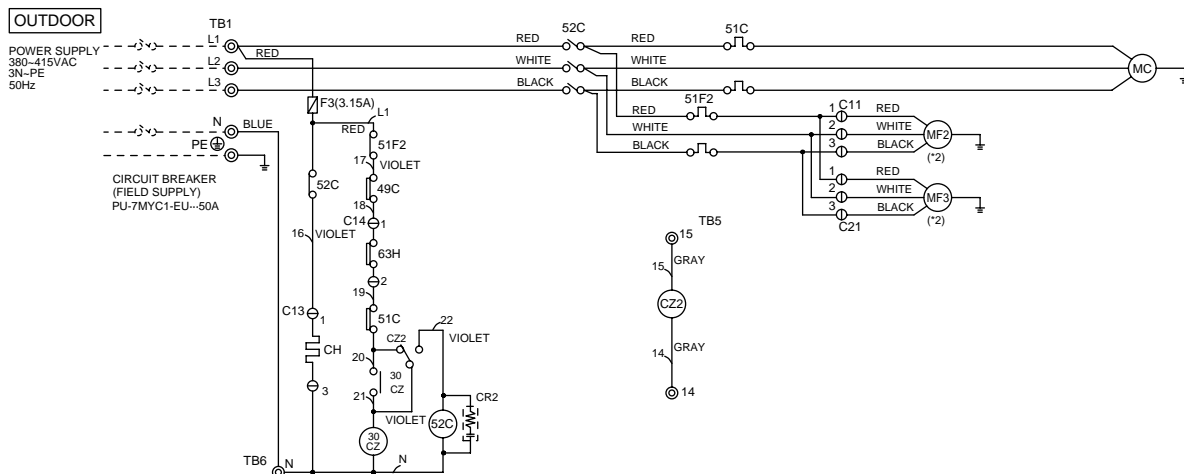 OUTDOOR
TB1
52C
51C
POWER SUPPLY
380~415VAC
3N~PE
50Hz
L1
RED
RED
RED
L2
WHITE
WHITE
L3
BLACK
BLACK
MC
F3(3.15A)
L1
N
BLUE
PE
RED
51F2
51F2
RED
WHITE
BLACK
C11
1
2
3
RED
WHITE
BLACK
MF2
(*2)
CIRCUIT BREAKER
(FIELD SUPPLY)
PU-7MYC1-EU···50A
52C
17
VIOLET
49C
18
C14
1
63H
2
19
16
VIOLET
C13
1
CH
3
51C
CZ2
22
VIOLET
20
30
CZ
21
VIOLET
30
CZ
52C
CR2
TB6
N
N
1
2
3
RED
WHITE
BLACK
C21
MF3
(*2)
TB5
15
15
GRAY
CZ2
14
GRAY
14